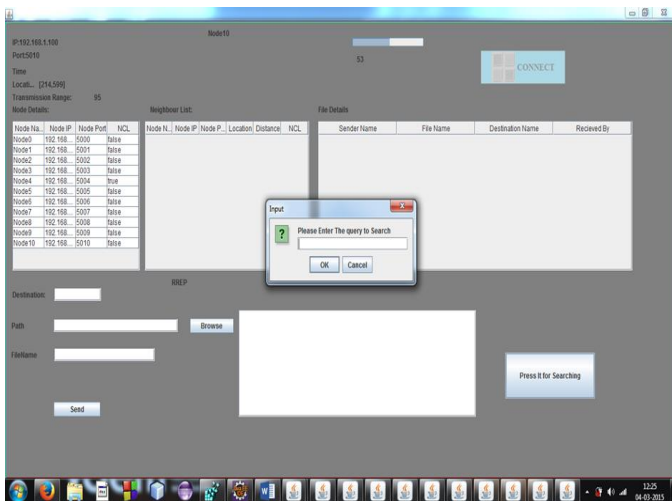 Node10
IP:192.168.1.100
Port:5010
53
CONNECT
Time
Locati... [214,599]
Transmission Range: 95
Node Details:
Neighbour List:
File Details
Node Na... Node IP Node Port NCL
Node N... Node IP Node P... Location Distance NCL
Sender Name File Name Destination Name Recieved By
Node0 192.168.... 5000 false
Node1 192.168.... 5001 false
Node2 192.168.... 5002 false
Node3 192.168.... 5003 false
Node4 192.168.... 5004 true
Node5 192.168.... 5005 false
Node6 192.168.... 5006 false
Node7 192.168.... 5007 false
Node8 192.168.... 5008 false
Node9 192.168.... 5009 false
Node10 192.168.... 5010 false
Input
Please Enter The query to Search
OK Cancel
RREP
Destination:
Path Browse
FileName
Press It for Searching
Send
12:25
04-03-2015